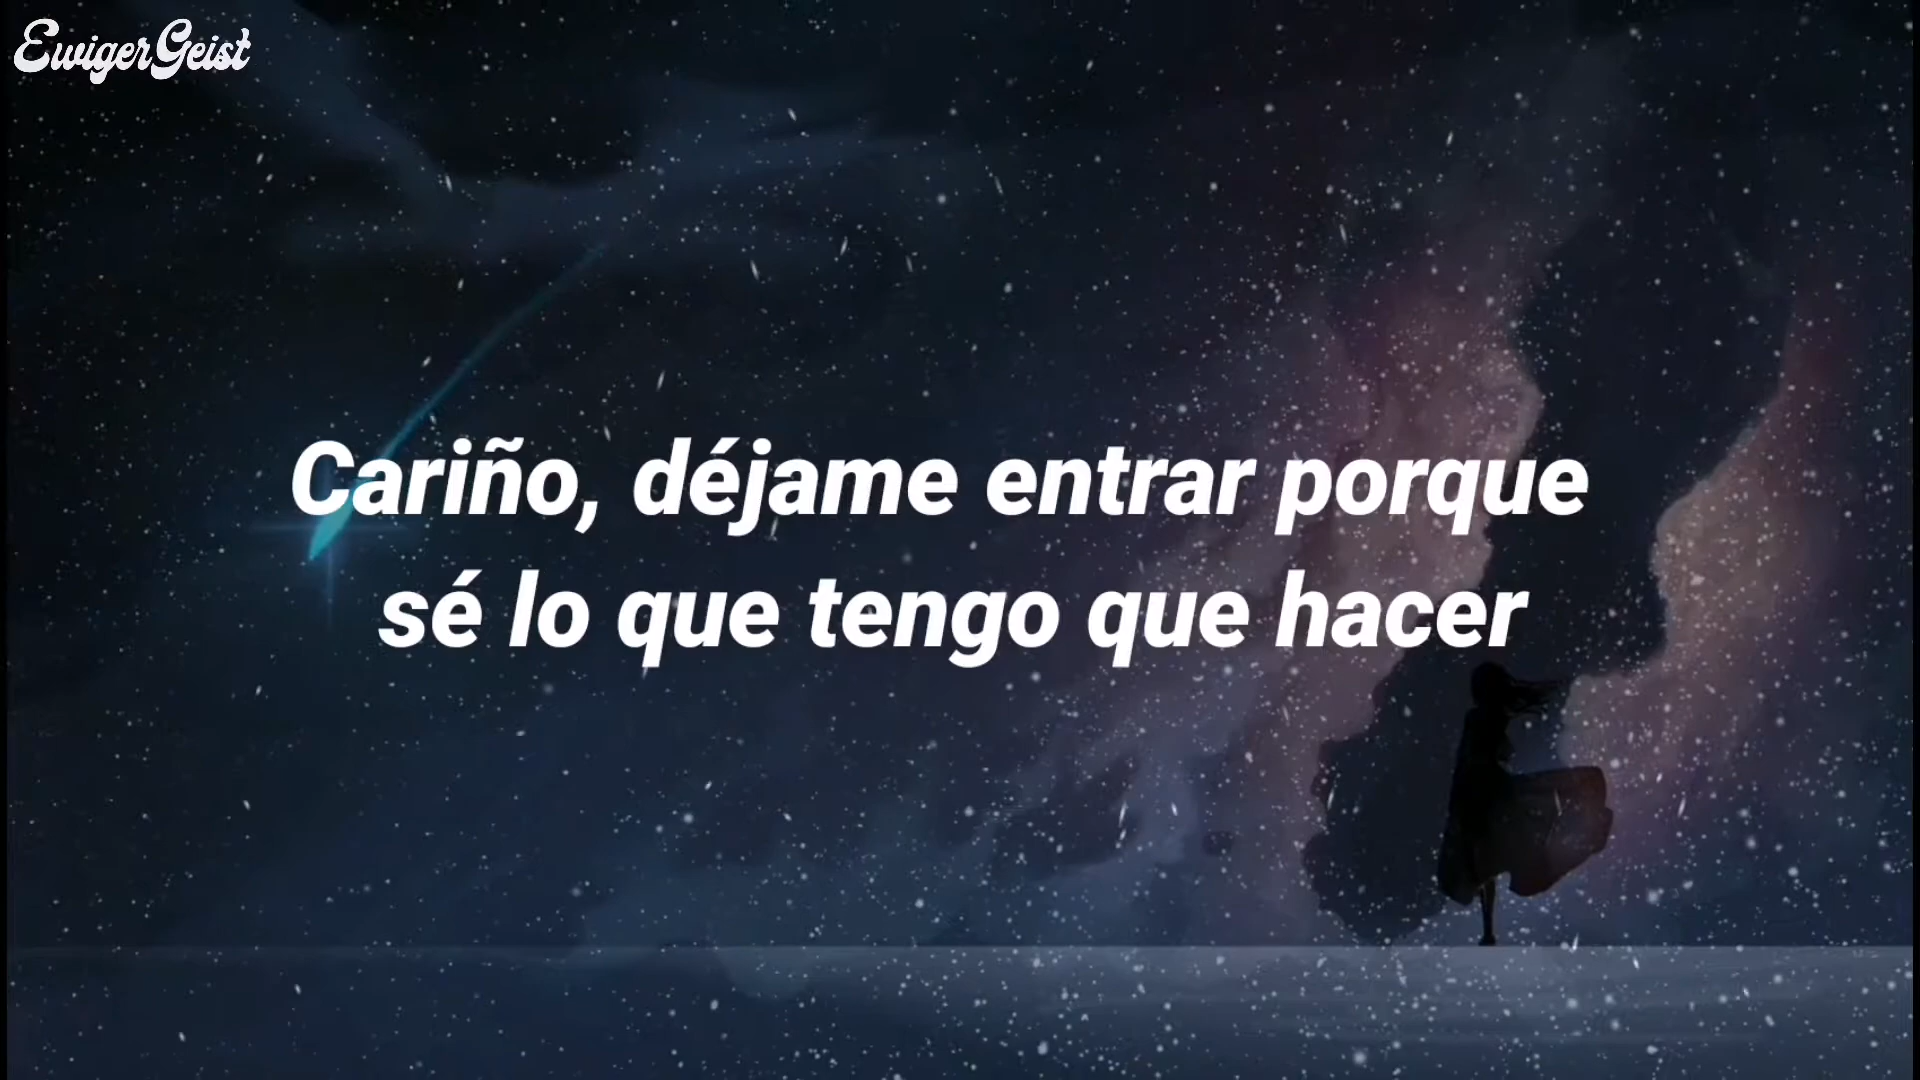 EwigerGeist
Cariño, déjame entrar porque
sé lo que tengo que hacer